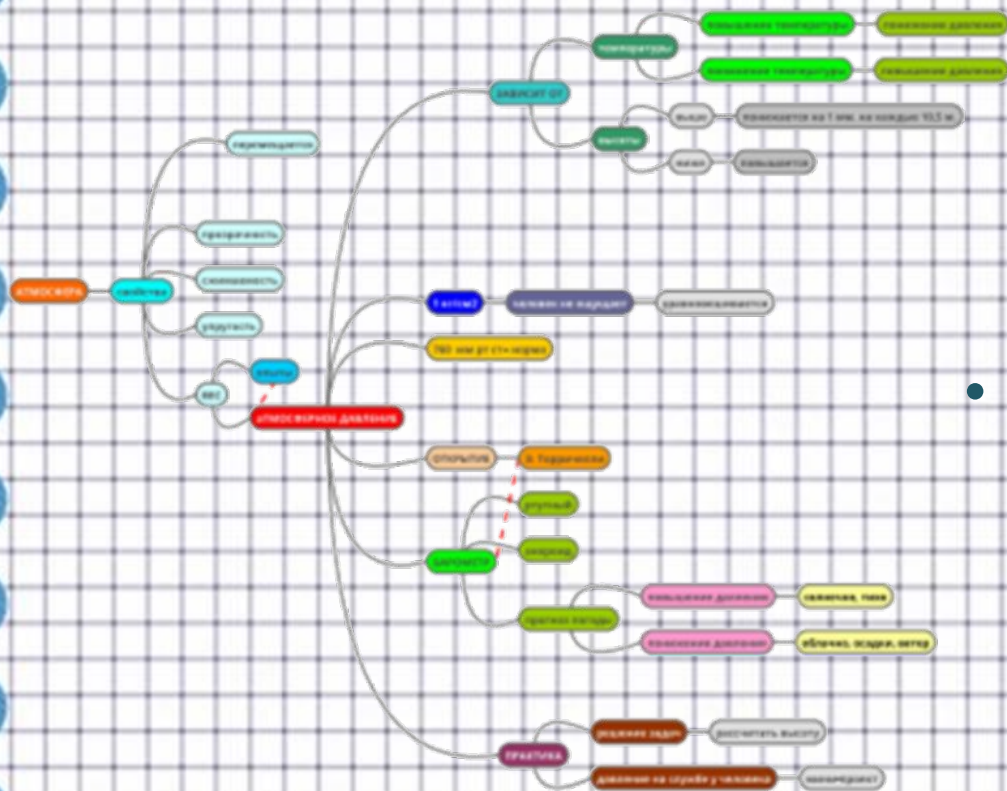 повышение температуры
понижение давления
температуры
понижение температуры
повышение давления
ЗАВИСИТ ОТ
выше
понижается на 1 мм. на каждые 10,5 м.
высоты
ниже
повышается
перемещается
прозрачность
сжимаемость
АТМОСФЕРА
свойства
упругость
человек не ощущает
уравновешивается
760 мм рт ст= норма
опыты
вес
АТМОСФЕРНОЕ ДАВЛЕНИЕ
ОТКРЫТИЕ
Э. Торричелли
ртутный
анероид
БАРОМЕТР
прогноз погоды
повышение давления
солнечно, тихо
понижение давления
облачно, осадки, ветер
решение задач
рассчитать высоту
ПРАКТИКА
давление на службе у человека